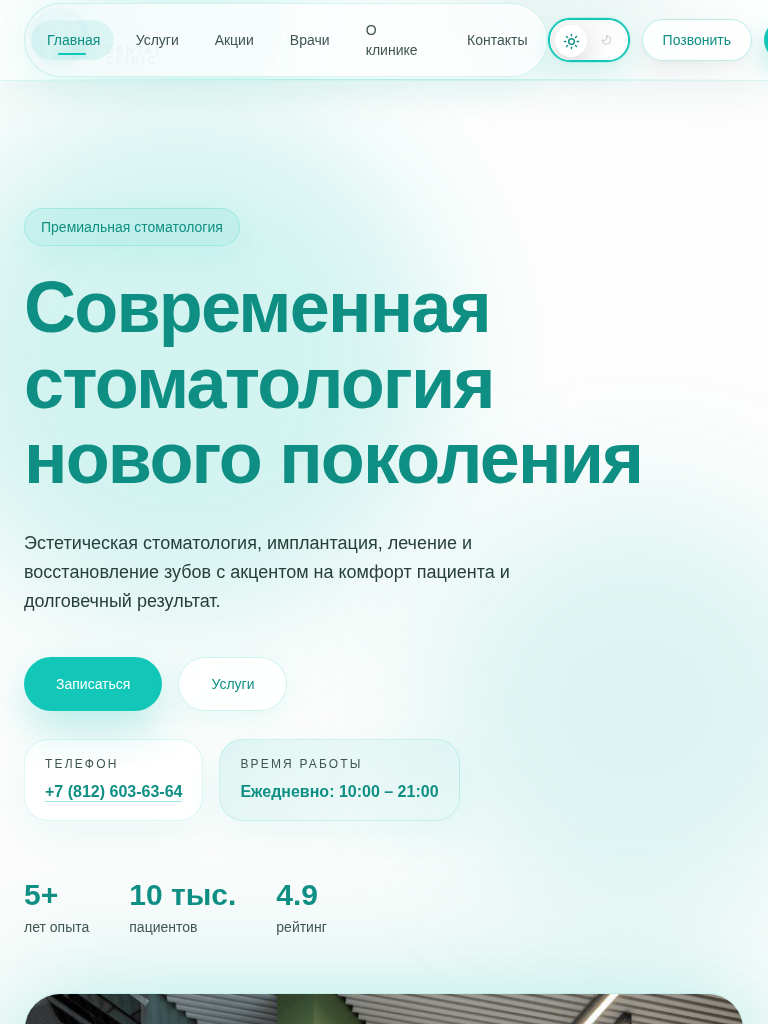 Главная
Услуги
Акции
Врачи
О
клинике
Контакты
Позвонить
DENTAL
CLINIC
Премиальная стоматология
Современная
стоматология
нового поколения
Эстетическая стоматология, имплантация, лечение и
восстановление зубов с акцентом на комфорт пациента и
долговечный результат.
Записаться
Услуги
ТЕЛЕФОН
+7 (812) 603-63-64
ВРЕМЯ РАБОТЫ
Ежедневно: 10:00 – 21:00
5+
лет опыта
10 тыс.
пациентов
4.9
рейтинг